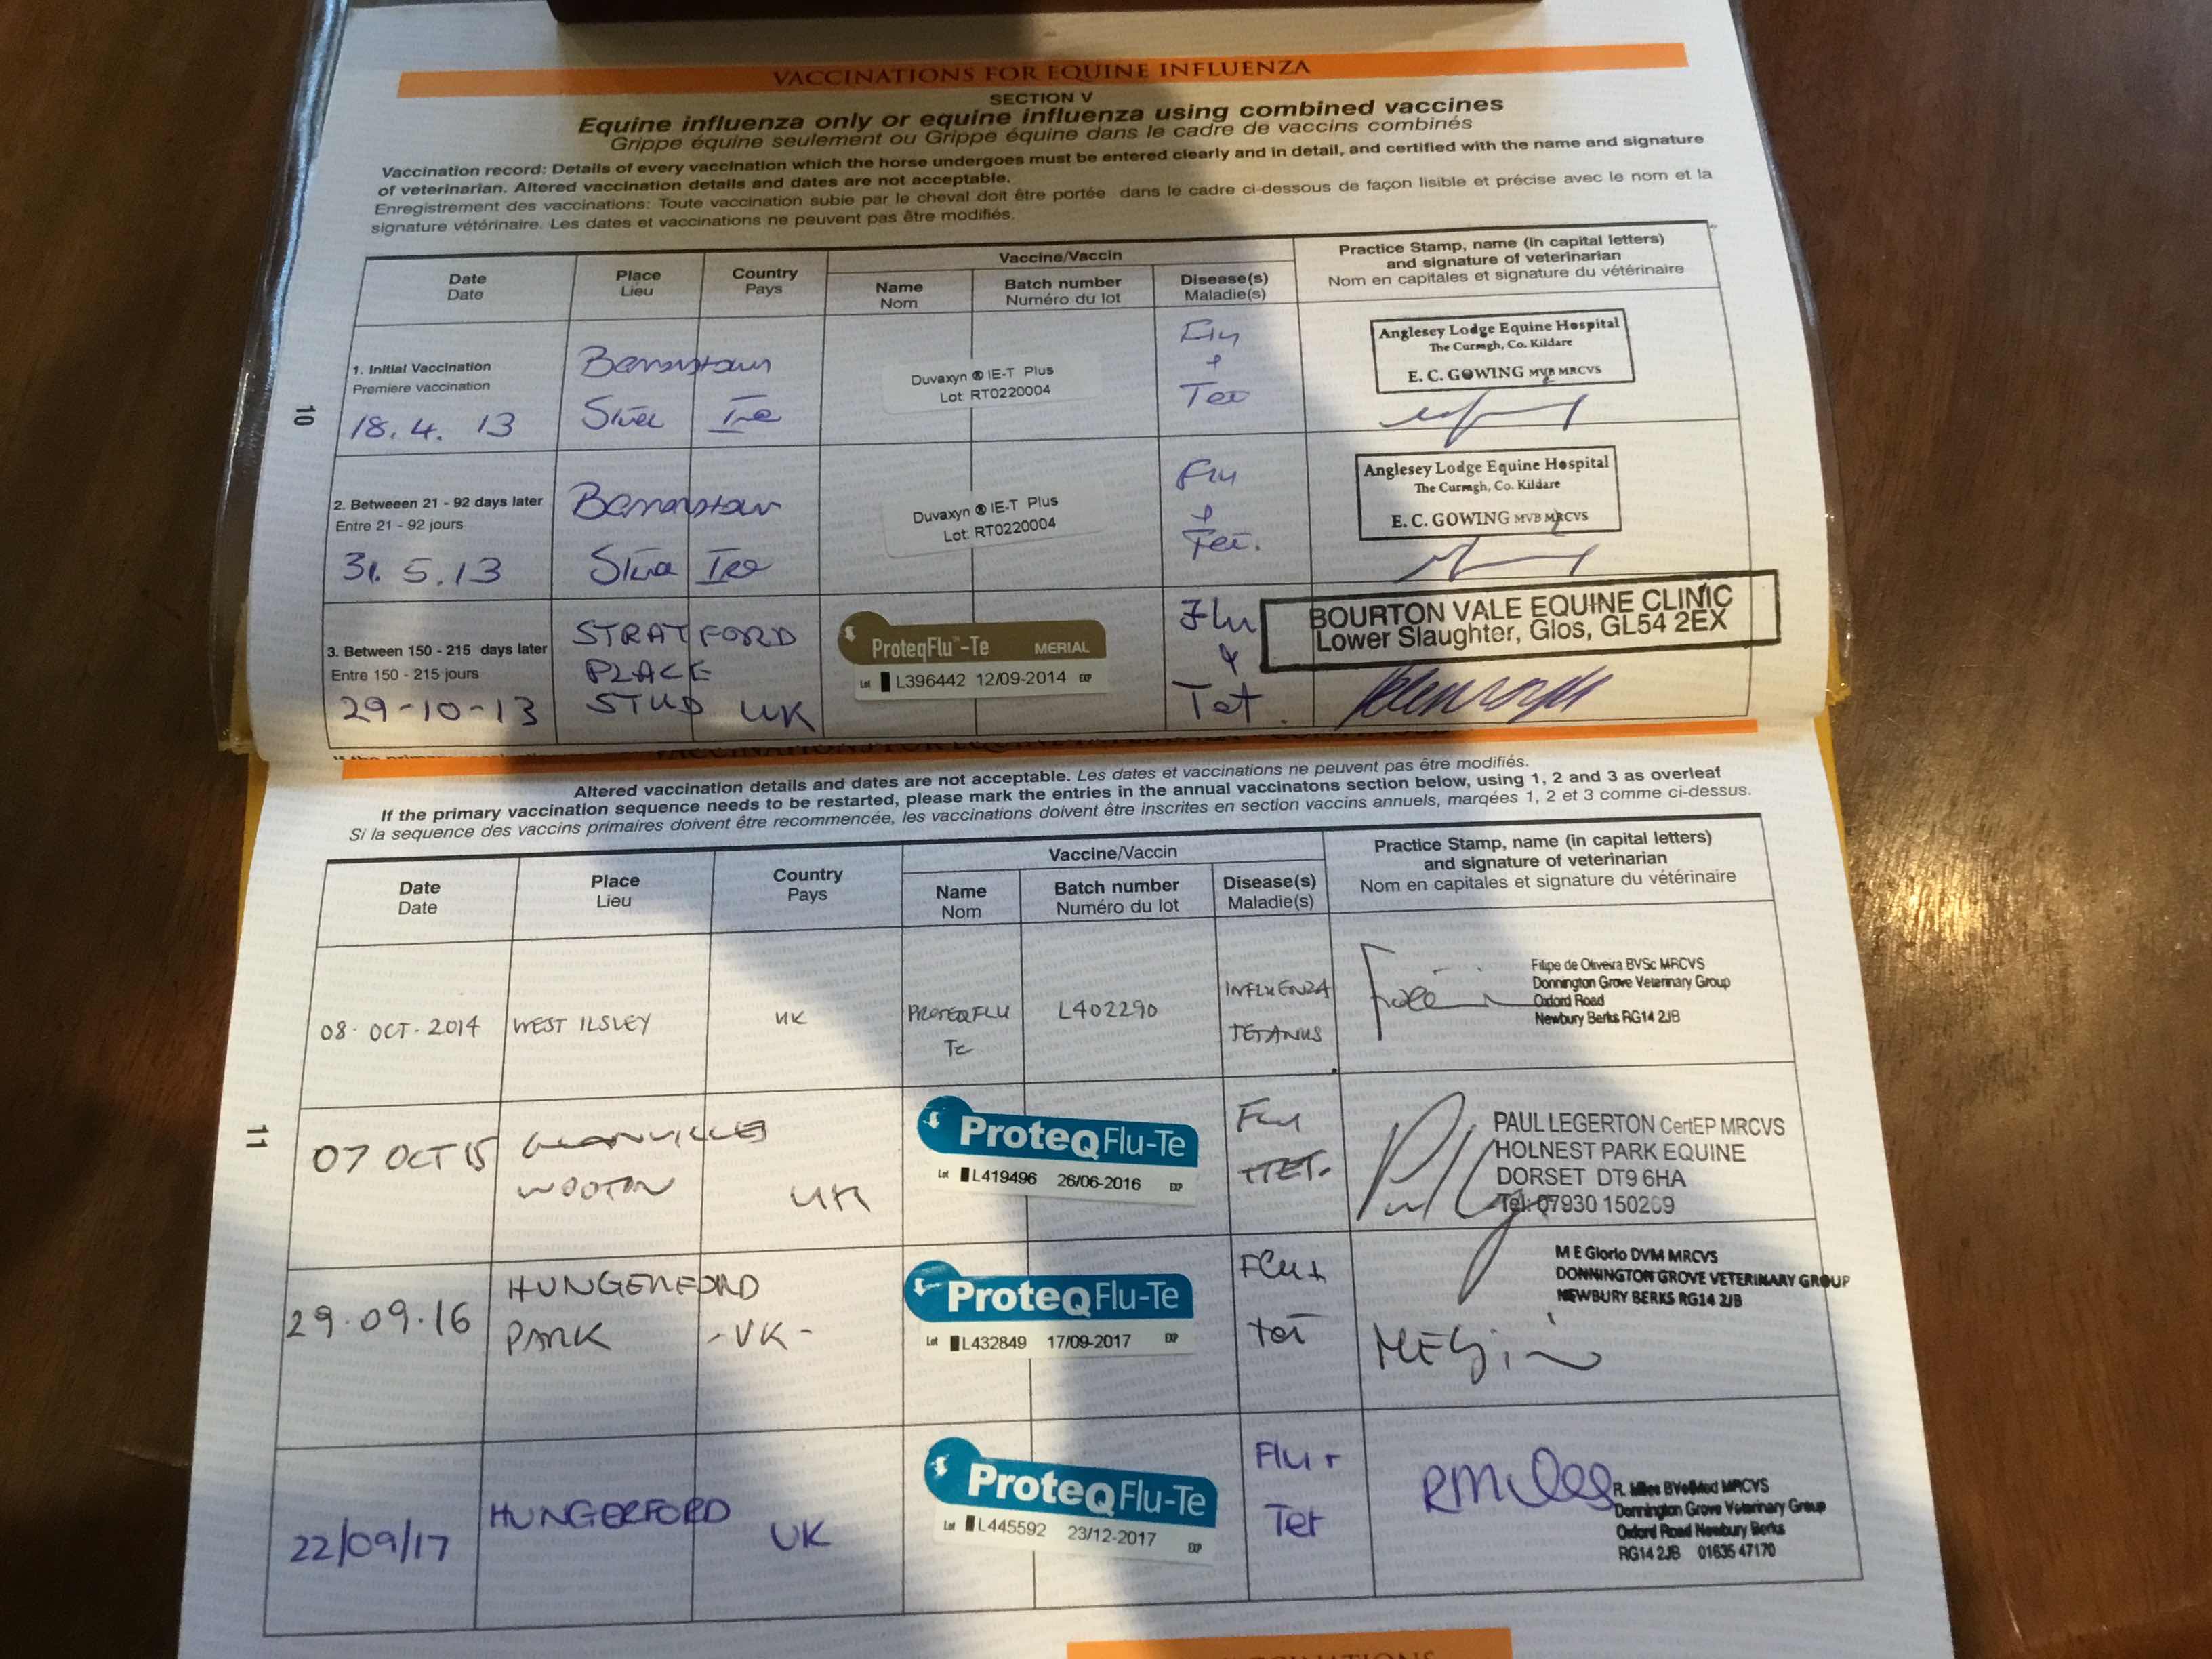 VACCINATIONS FOR EQUINE INFLUENZA
SECTION V
Equine influenza only or equine influenza using combined vaccines
Grippe équine seulement ou Grippe équine dans le cadre de vaccins combinés
Vaccination record: Details of every vaccination which the horse undergoes must be entered clearly and in detail, and certified with the name and signature
of veterinarian. Altered vaccination details and dates are not acceptable.
Enregistrement des vaccinations: Toute vaccination subie par le cheval doit être portée dans le cadre ci-dessous de façon lisible et précise avec le nom et la
signature vétérinaire. Les dates et vaccinations ne peuvent pas être modifiés.
Date
Date
Place
Lieu
Country
Pays
Vaccine/Vaccin
Name
Nom
Batch number
Numéro du lot
Disease(s)
Maladie(s)
Practice Stamp, name (in capital letters)
and signature of veterinarian
Nom en capitales et signature du vétérinaire
10
1. Initial Vaccination
Premiere vaccination
18.4.13
Ire
Duvaxyn ® IE-T Plus
Lot: RT0220004
Flu
Anglesey Lodge Equine Hospital
The Curragh, Co. Kildare
E. C. GOWING MVB MRCVS
2. Betweeen 21 - 92 days later
Entre 21 - 92 jours
31.5.13
Ire
Duvaxyn ® IE-T Plus
Lot: RT0220004
Flu
Tet.
Anglesey Lodge Equine Hospital
The Curragh, Co. Kildare
E. C. GOWING MVB MRCVS
3. Between 150 - 215 days later
Entre 150 - 215 jours
29-10-13
STRATFORD
PLACE
STUD UK
ProteqFlu™-Te MERIAL
Lot L396442 12/09-2014 EXP
Flu
&
Tet.
BOURTON VALE EQUINE CLINIC
Lower Slaughter, Glos, GL54 2EX
Altered vaccination details and dates are not acceptable. Les dates et vaccinations ne peuvent pas être modifiés.
If the primary vaccination sequence needs to be restarted, please mark the entries in the annual vaccinatons section below, using 1, 2 and 3 as overleaf
Si la sequence des vaccins primaires doivent être recommencée, les vaccinations doivent être inscrites en section vaccins annuels, marqées 1, 2 et 3 comme ci-dessus.
Date
Date
Place
Lieu
Country
Pays
Vaccine/Vaccin
Name
Nom
Batch number
Numéro du lot
Disease(s)
Maladie(s)
Practice Stamp, name (in capital letters)
and signature of veterinarian
Nom en capitales et signature du vétérinaire
11
08-OCT-2014
WEST ILSLEY
UK
PROTEQFLU
Te
L402290
INFLUENZA
TETANUS
Filipe de Oliveira BVSc MRCVS
Donnington Grove Veterinary Group
Oxford Road
Newbury Berks RG14 2JB
07 OCT 15
GLANVILLES
WOOTON
UK
ProteqFlu-Te
Lot L419496 26/06-2016 EXP
Flu
+TET.
PAUL LEGERTON CertEP MRCVS
HOLNEST PARK EQUINE
DORSET DT9 6HA
Tel: 07930 150269
29.09.16
HUNGERFORD
PARK
-UK-
ProteqFlu-Te
Lot L432849 17/09-2017 EXP
Flu+
tet
M E Giorio DVM MRCVS
DONNINGTON GROVE VETERINARY GROUP
NEWBURY BERKS RG14 2JB
22/09/17
HUNGERFORD
UK
ProteqFlu-Te
Lot L445592 23/12-2017 EXP
Flu +
Tet
R. Miles BVetMed MRCVS
Donnington Grove Veterinary Group
Oxford Road Newbury Berks
RG14 2JB 01635 47170